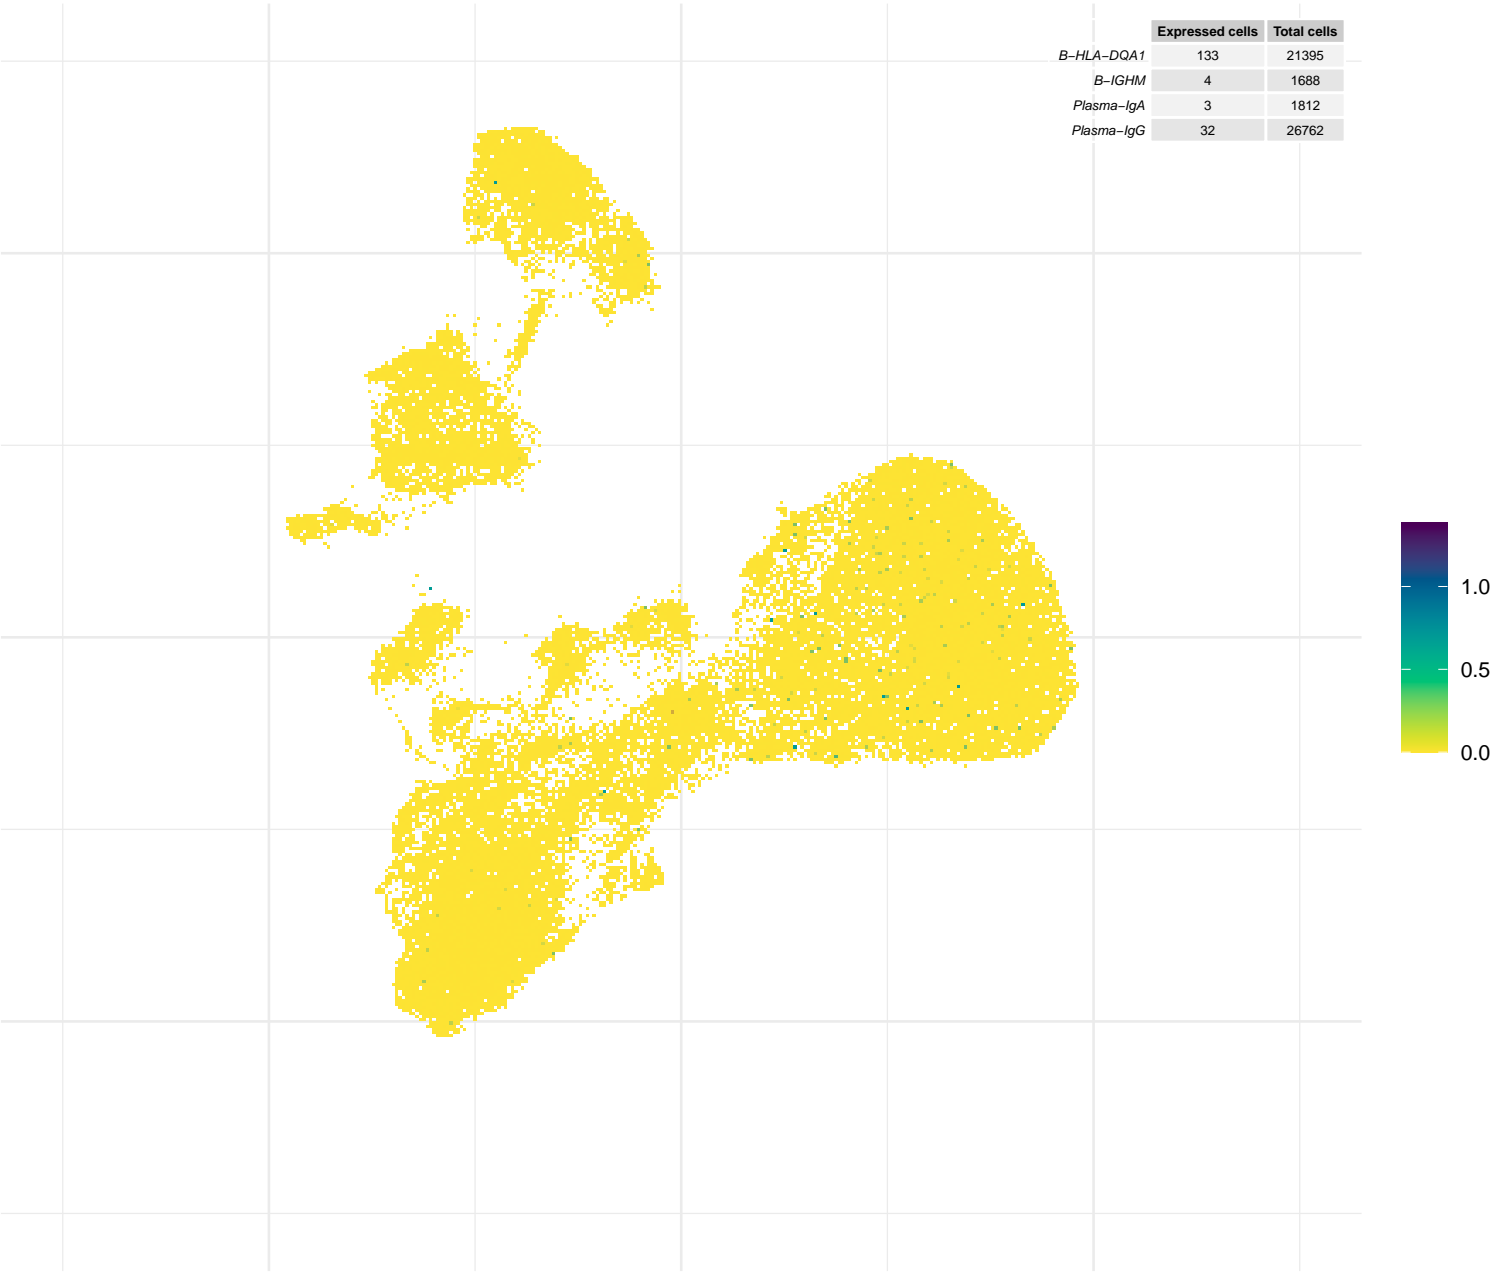 Expressed cells Total cells
B−HLA−DQA1 133 21395
B−IGHM 4 1688
Plasma−IgA 3 1812
Plasma−IgG 32 26762
1.0
0.5
0.0